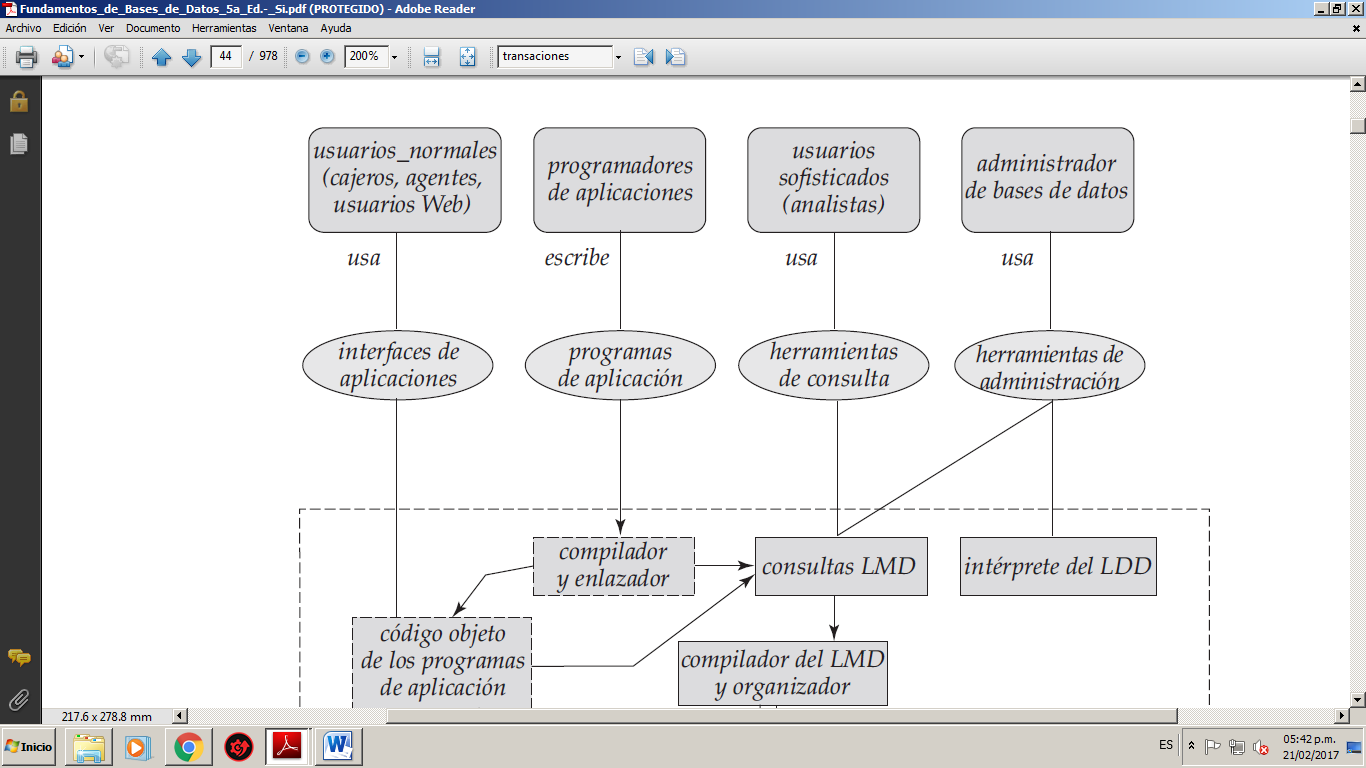 Fundamentos_de_Bases_de_Datos_5a_Ed.-_Si.pdf (PROTEGIDO) - Adobe Reader
Archivo Edición Ver Documento Herramientas Ventana Ayuda
44 / 978 200% transaciones
usuarios_normales
(cajeros, agentes,
usuarios Web)
programadores
de aplicaciones
usuarios
sofisticados
(analistas)
administrador
de bases de datos
usa
escribe
usa
usa
interfaces de
aplicaciones
programas
de aplicación
herramientas
de consulta
herramientas de
administración
compilador
y enlazador
consultas LMD
intérprete del LDD
código objeto
de los programas
de aplicación
compilador del LMD
y organizador
217.6 x 278.8 mm
Inicio
ES
05:42 p.m.
21/02/2017